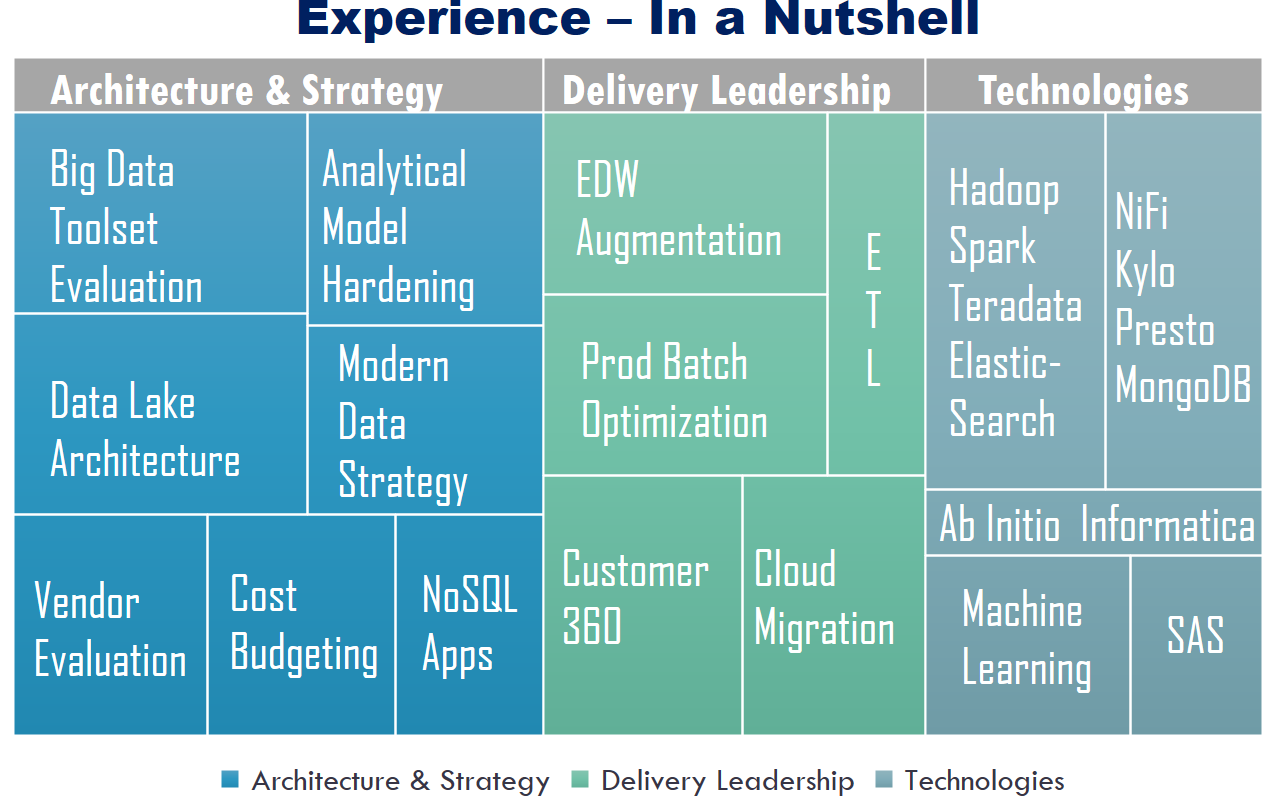 Experience – In a Nutshell
Architecture & Strategy
Delivery Leadership
Technologies
Big Data
Toolset
Evaluation
Analytical
Model
Hardening
Data Lake
Architecture
Modern
Data
Strategy
Vendor
Evaluation
Cost
Budgeting
NoSQL
Apps
EDW
Augmentation
E
T
L
Prod Batch
Optimization
Customer
360
Cloud
Migration
Hadoop
Spark
Teradata
Elastic-
Search
NiFi
Kylo
Presto
MongoDB
Ab Initio Informatica
Machine
Learning
SAS
Architecture & Strategy
Delivery Leadership
Technologies